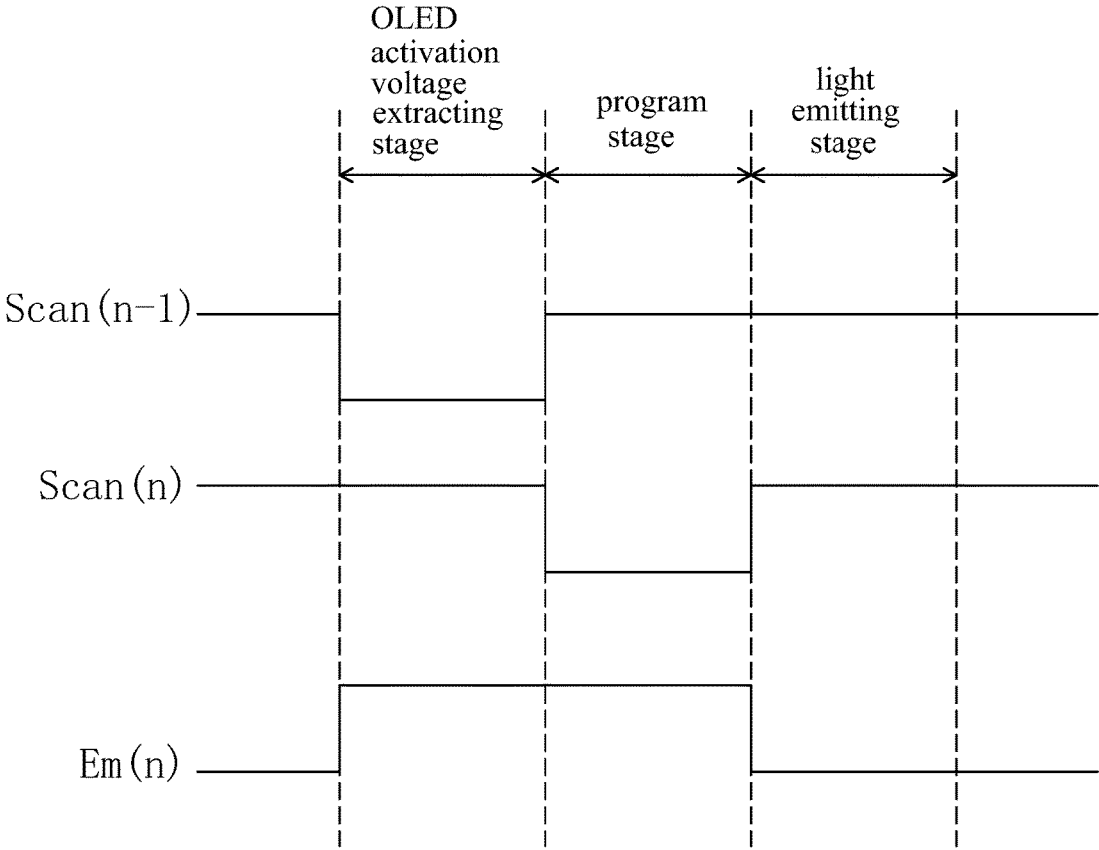 OLED
activation
voltage
extracting
stage
program
stage
light
emitting
stage
Scan(n-1)
Scan(n)
Em(n)